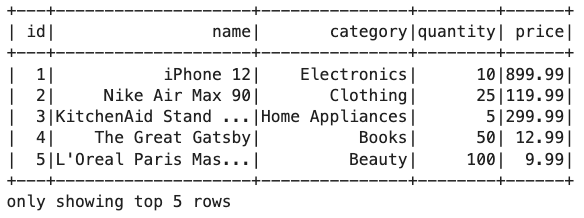 +---+--------------------+---------------+--------+------+
| id|                name|       category|quantity| price|
+---+--------------------+---------------+--------+------+
|  1|           iPhone 12|    Electronics|      10|899.99|
|  2|     Nike Air Max 90|       Clothing|      25|119.99|
|  3|KitchenAid Stand ...|Home Appliances|       5|299.99|
|  4|    The Great Gatsby|          Books|      50| 12.99|
|  5|L'Oreal Paris Mas...|         Beauty|     100|  9.99|
+---+--------------------+---------------+--------+------+
only showing top 5 rows